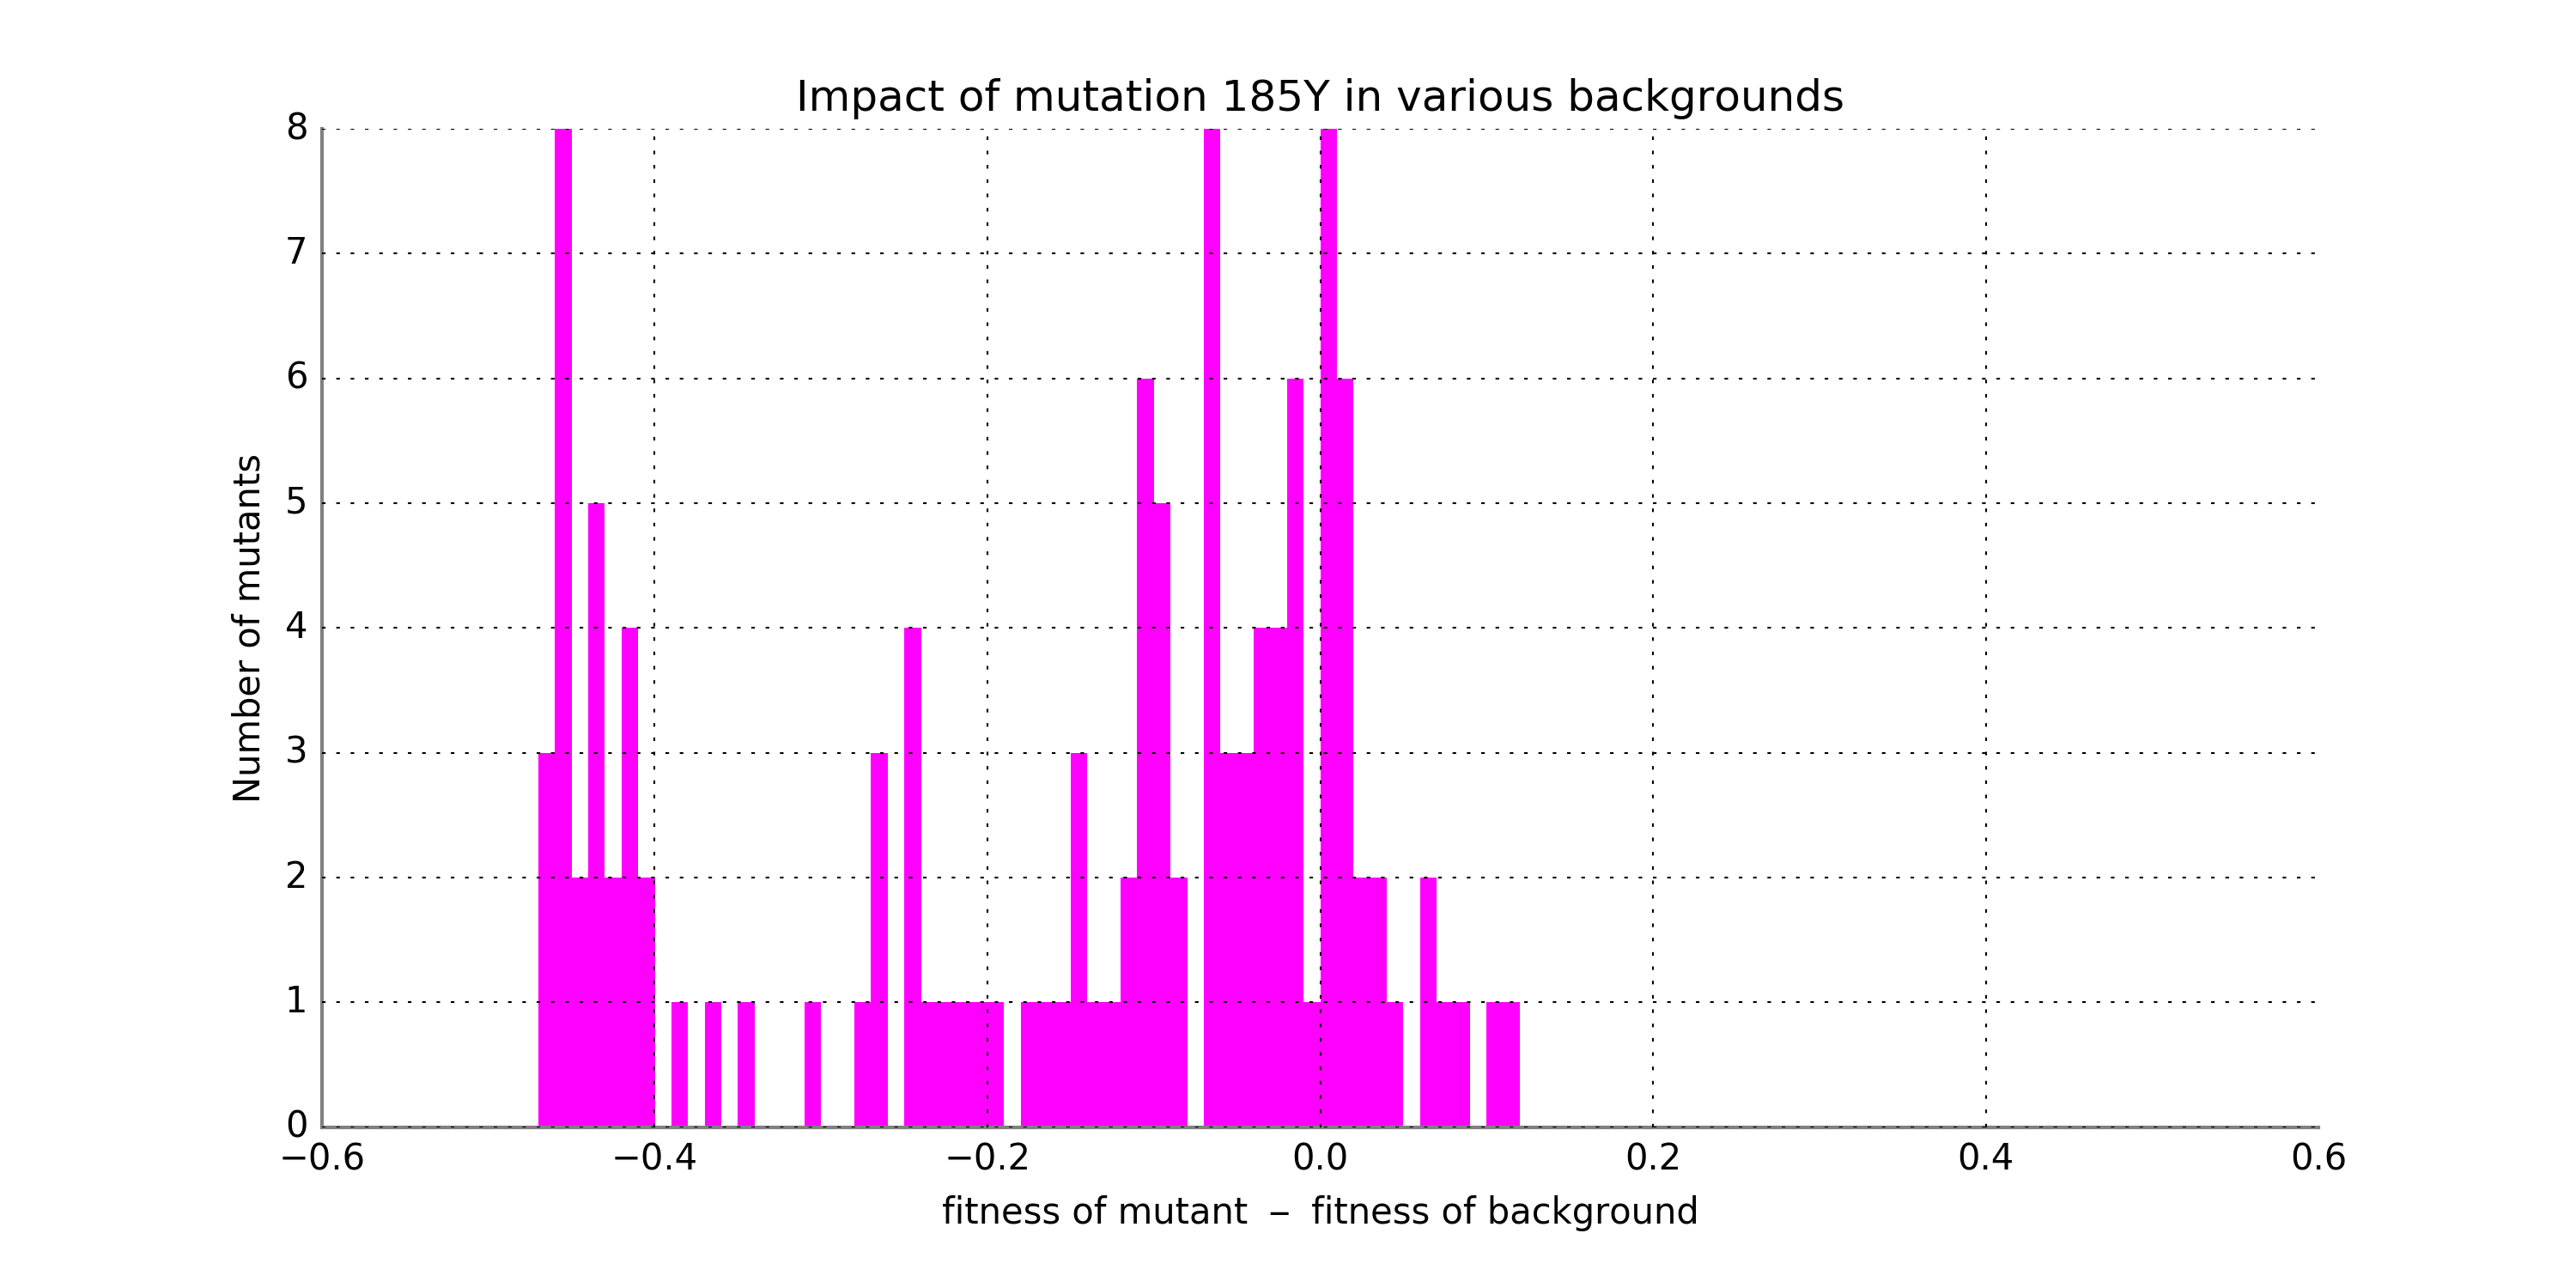 Impact of mutation 185Y in various backgrounds
8
7
6
5
4
3
2
1
0
Number of mutants
−0.6 −0.4 −0.2 0.0 0.2 0.4 0.6
fitness of mutant − fitness of background